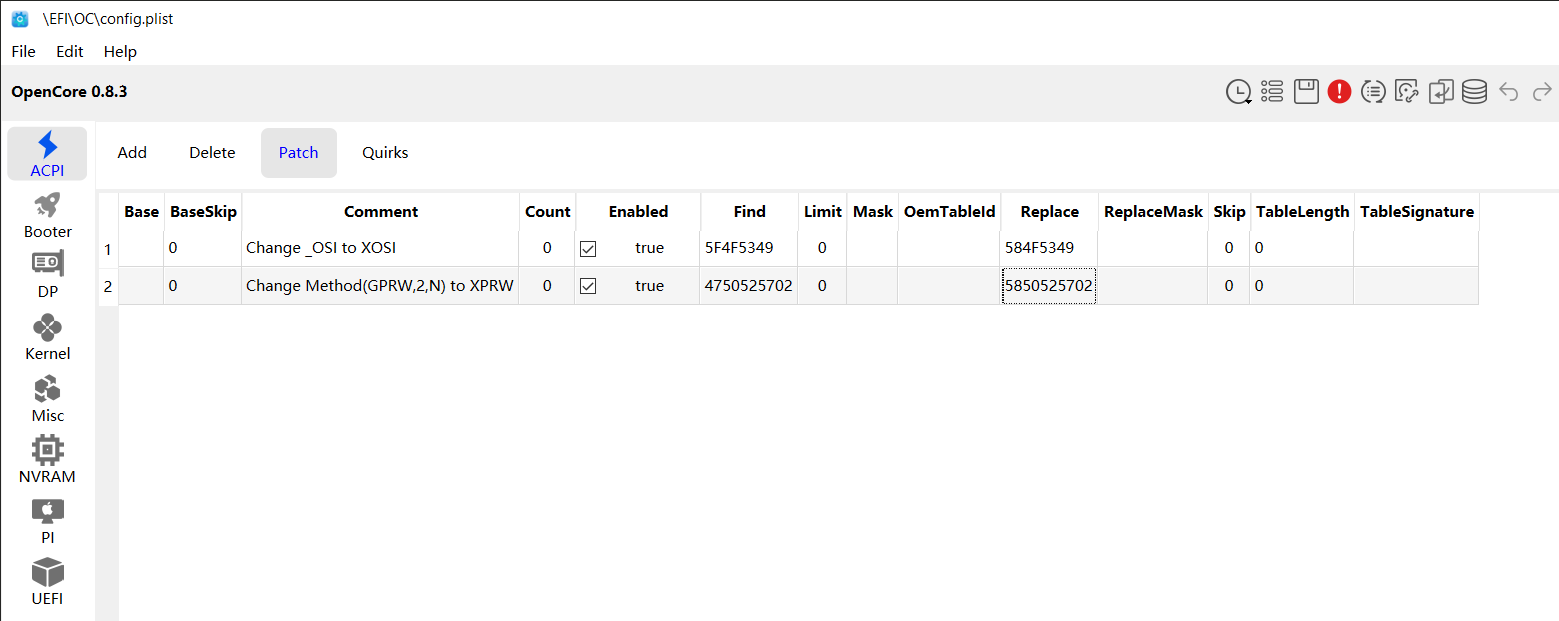 \EFI\OC\config.plist
File Edit Help
OpenCore 0.8.3
ACPI
Booter
DP
Kernel
Misc
NVRAM
PI
UEFI
Add Delete Patch Quirks
Base BaseSkip Comment Count Enabled Find Limit Mask OemTableId Replace ReplaceMask Skip TableLength TableSignature
1 0 Change _OSI to XOSI 0 true 5F4F5349 0 584F5349 0 0
2 0 Change Method(GPRW,2,N) to XPRW 0 true 4750525702 0 5850525702 0 0